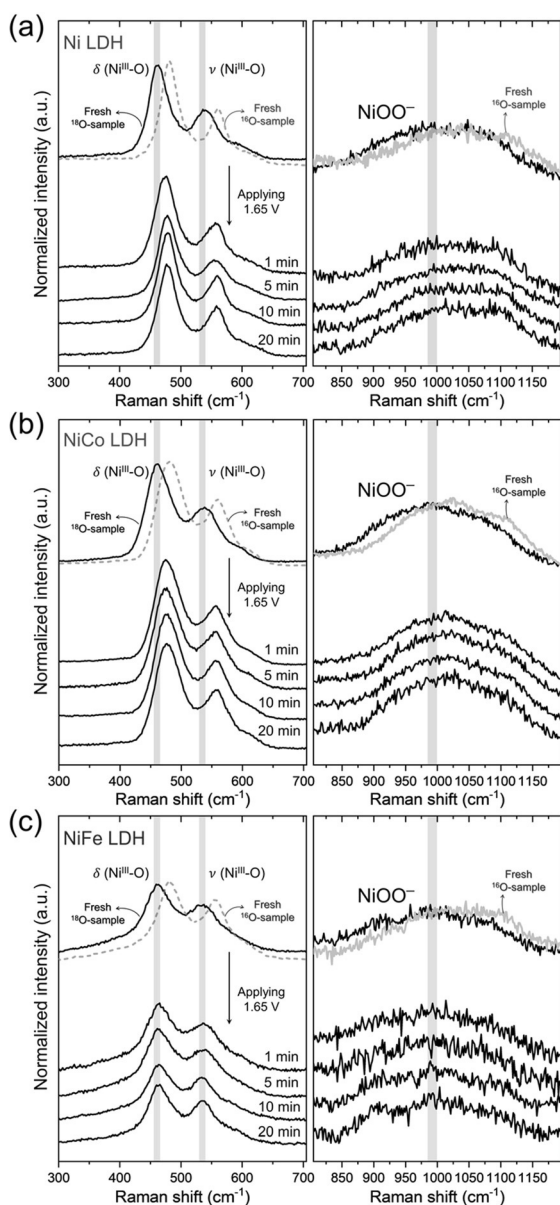 (a)
Ni LDH
δ (Niᴵᴵᴵ-O)
ν (Niᴵᴵᴵ-O)
Fresh
¹⁸O-sample
Fresh
¹⁶O-sample
Applying
1.65 V
1 min
5 min
10 min
20 min
Normalized intensity (a.u.)
300 400 500 600 700
Raman shift (cm⁻¹)
NiOO⁻
Fresh
¹⁶O-sample
850 900 950 1000 1050 1100 1150
Raman shift (cm⁻¹)
(b)
NiCo LDH
δ (Niᴵᴵᴵ-O)
ν (Niᴵᴵᴵ-O)
Fresh
¹⁸O-sample
Fresh
¹⁶O-sample
Applying
1.65 V
1 min
5 min
10 min
20 min
Normalized intensity (a.u.)
300 400 500 600 700
Raman shift (cm⁻¹)
NiOO⁻
Fresh
¹⁶O-sample
850 900 950 1000 1050 1100 1150
Raman shift (cm⁻¹)
(c)
NiFe LDH
δ (Niᴵᴵᴵ-O)
ν (Niᴵᴵᴵ-O)
Fresh
¹⁸O-sample
Fresh
¹⁶O-sample
Applying
1.65 V
1 min
5 min
10 min
20 min
Normalized intensity (a.u.)
300 400 500 600 700
Raman shift (cm⁻¹)
NiOO⁻
Fresh
¹⁶O-sample
850 900 950 1000 1050 1100 1150
Raman shift (cm⁻¹)